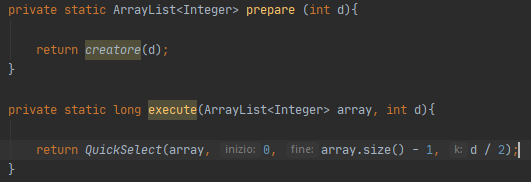 private static ArrayList<Integer> prepare (int d){
return creatore(d);
}
private static long execute(ArrayList<Integer> array, int d){
return QuickSelect(array, inizio: 0, fine: array.size() - 1, k: d / 2);
}